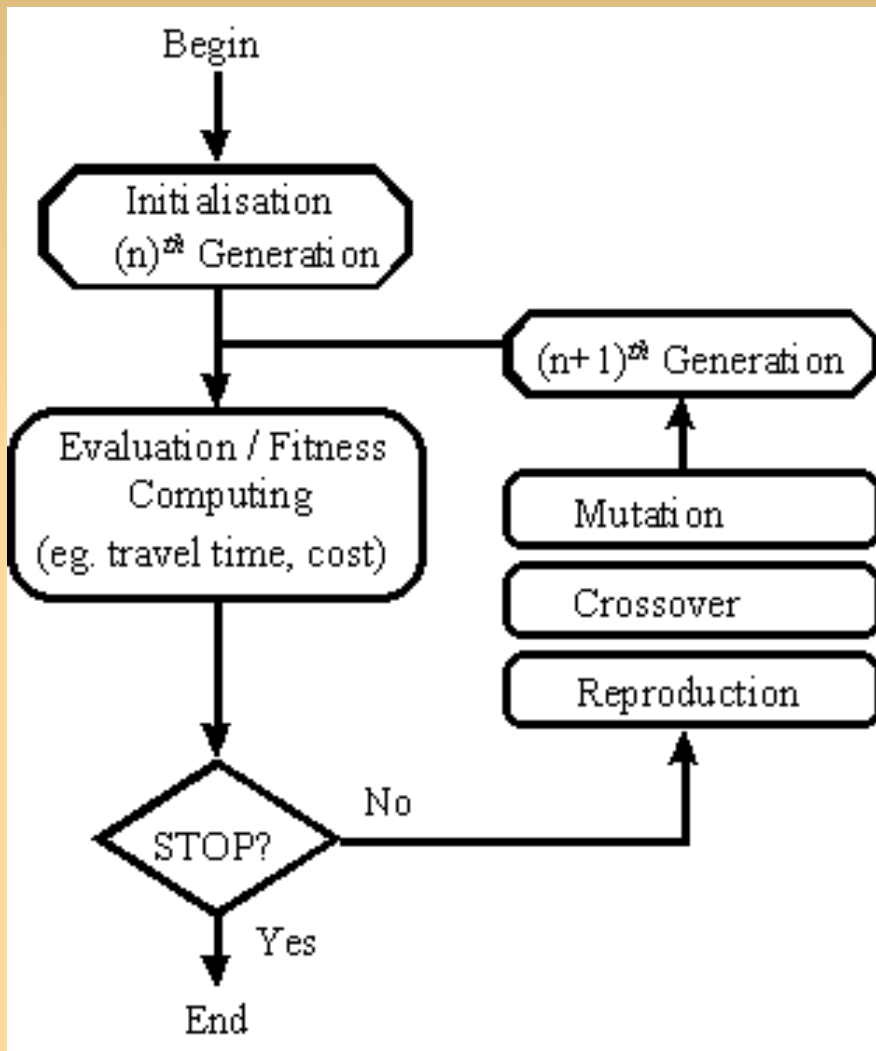 Begin
Initialisation
(n)th Generation
(n+1)th Generation
Evaluation / Fitness
Computing
(eg. travel time, cost)
Mutation
Crossover
Reproduction
No
STOP?
Yes
End